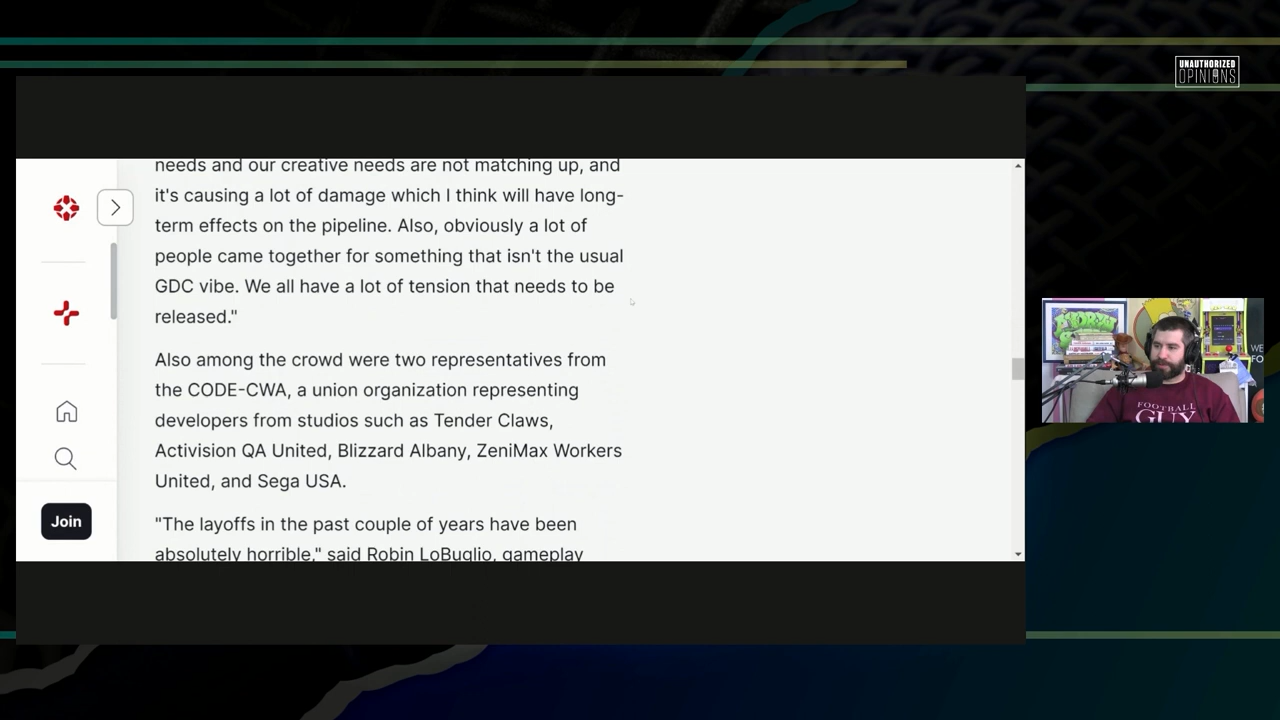 UNAUTHORIZED
OPINIONS
needs and our creative needs are not matching up, and
it's causing a lot of damage which I think will have long-
term effects on the pipeline. Also, obviously a lot of
people came together for something that isn't the usual
GDC vibe. We all have a lot of tension that needs to be
released."
Also among the crowd were two representatives from
the CODE-CWA, a union organization representing
developers from studios such as Tender Claws,
Activision QA United, Blizzard Albany, ZeniMax Workers
United, and Sega USA.
"The layoffs in the past couple of years have been
absolutely horrible," said Robin LoBuglio, gameplay
Join
WE
FO
FOOTBALL
GUY